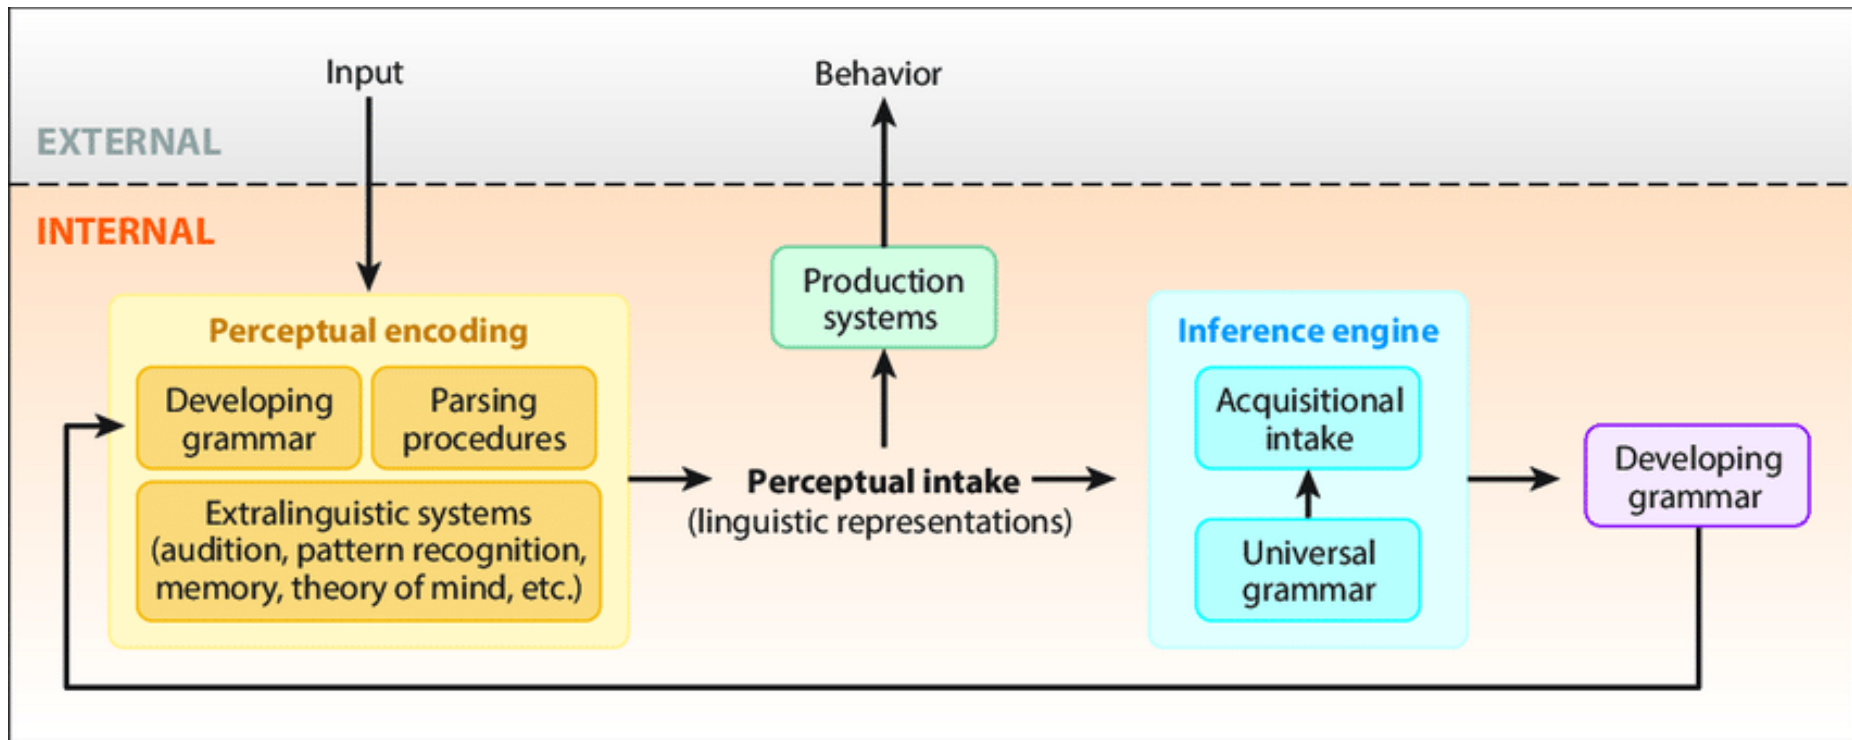 Input
Behavior
EXTERNAL
INTERNAL
Perceptual encoding
Developing
grammar
Parsing
procedures
Extralinguistic systems
(audition, pattern recognition,
memory, theory of mind, etc.)
Production
systems
Perceptual intake
(linguistic representations)
Inference engine
Acquisitional
intake
Universal
grammar
Developing
grammar